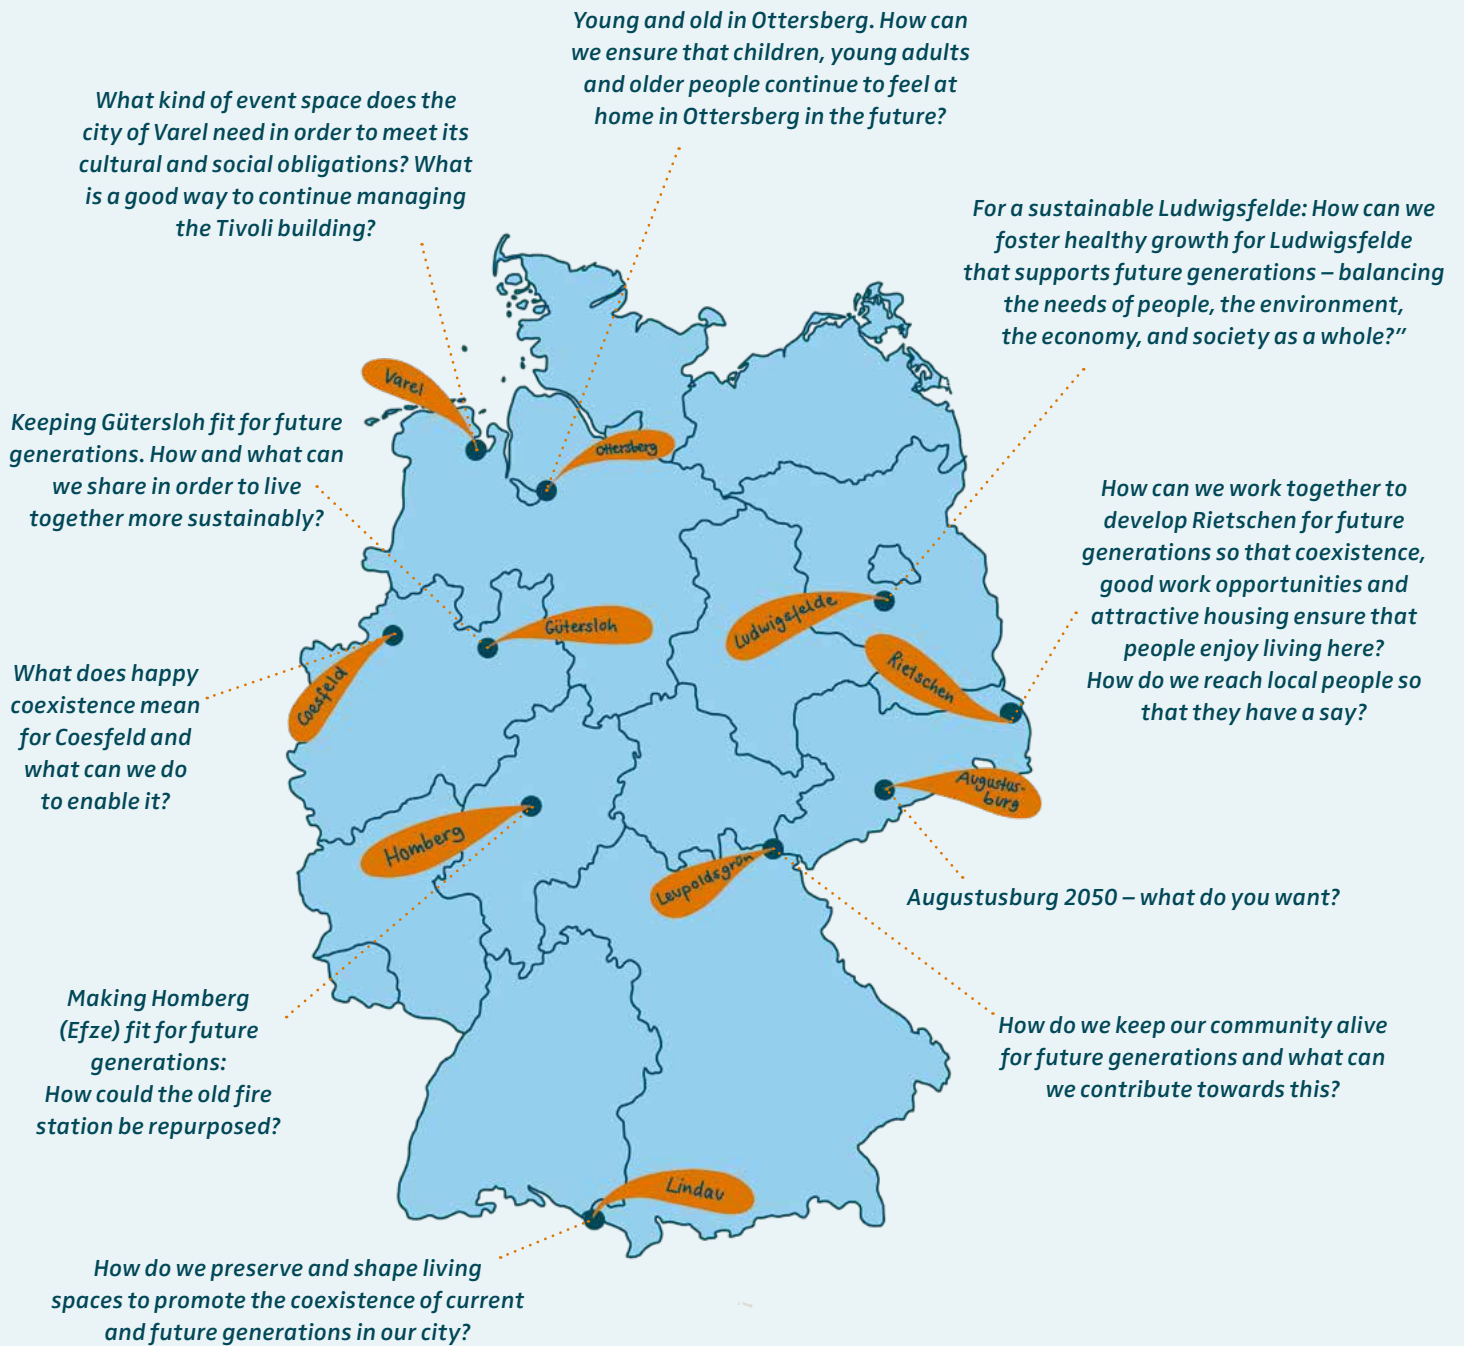 Young and old in Ottersberg. How can
we ensure that children, young adults
and older people continue to feel at
home in Ottersberg in the future?
What kind of event space does the
city of Varel need in order to meet its
cultural and social obligations? What
is a good way to continue managing
the Tivoli building?
For a sustainable Ludwigsfelde: How can we
foster healthy growth for Ludwigsfelde
that supports future generations – balancing
the needs of people, the environment,
the economy, and society as a whole?”
Varel
Keeping Gütersloh fit for future
generations. How and what can
we share in order to live
together more sustainably?
Ottersberg
How can we work together to
develop Rietschen for future
generations so that coexistence,
good work opportunities and
attractive housing ensure that
people enjoy living here?
How do we reach local people so
that they have a say?
Ludwigsfelde
Gütersloh
Rietschen
What does happy
coexistence mean
for Coesfeld and
what can we do
to enable it?
Coesfeld
Augustus-
burg
Homberg
Leupoldsgrün
Augustusburg 2050 – what do you want?
Making Homberg
(Efze) fit for future
generations:
How could the old fire
station be repurposed?
How do we keep our community alive
for future generations and what can
we contribute towards this?
Lindau
How do we preserve and shape living
spaces to promote the coexistence of current
and future generations in our city?